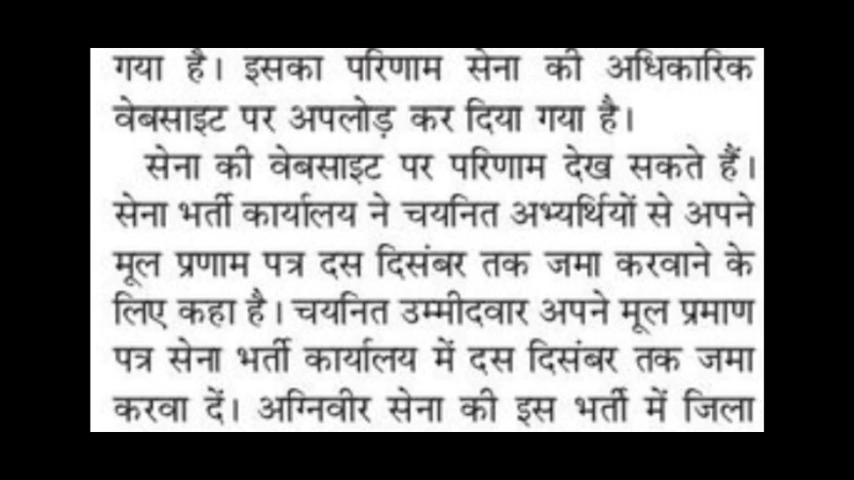 गया है। इसका परिणाम सेना की अधिकारिक
वेबसाइट पर अपलोड़ कर दिया गया है।
सेना की वेबसाइट पर परिणाम देख सकते हैं।
सेना भर्ती कार्यालय ने चयनित अभ्यर्थियों से अपने
मूल प्रणाम पत्र दस दिसंबर तक जमा करवाने के
लिए कहा है। चयनित उम्मीदवार अपने मूल प्रमाण
पत्र सेना भर्ती कार्यालय में दस दिसंबर तक जमा
करवा दें। अग्निवीर सेना की इस भर्ती में जिला